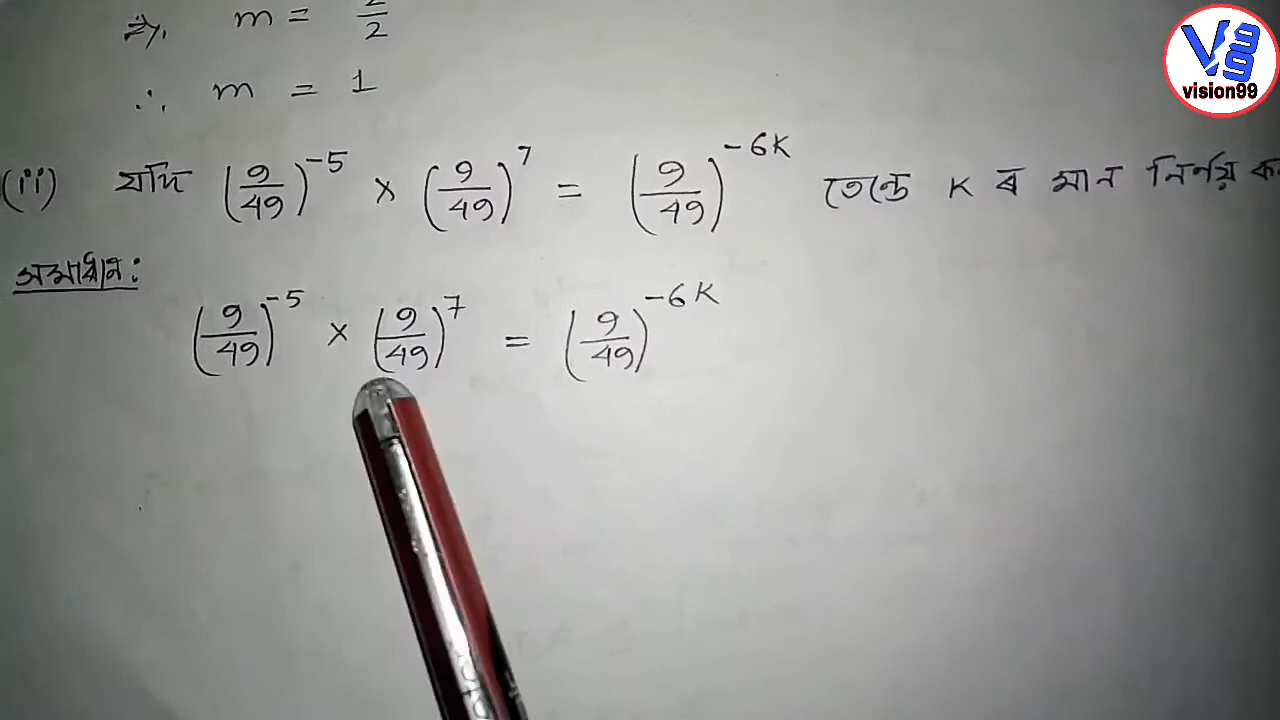 ⇒, m = 2/2
∴ m = 1
(ii) যদি (9/49)^-5 × (9/49)^7 = (9/49)^-6K তেন্তে K ৰ মান নিৰ্ণয়
সমাধান:
(9/49)^-5 × (9/49)^7 = (9/49)^-6K
V99
vision99